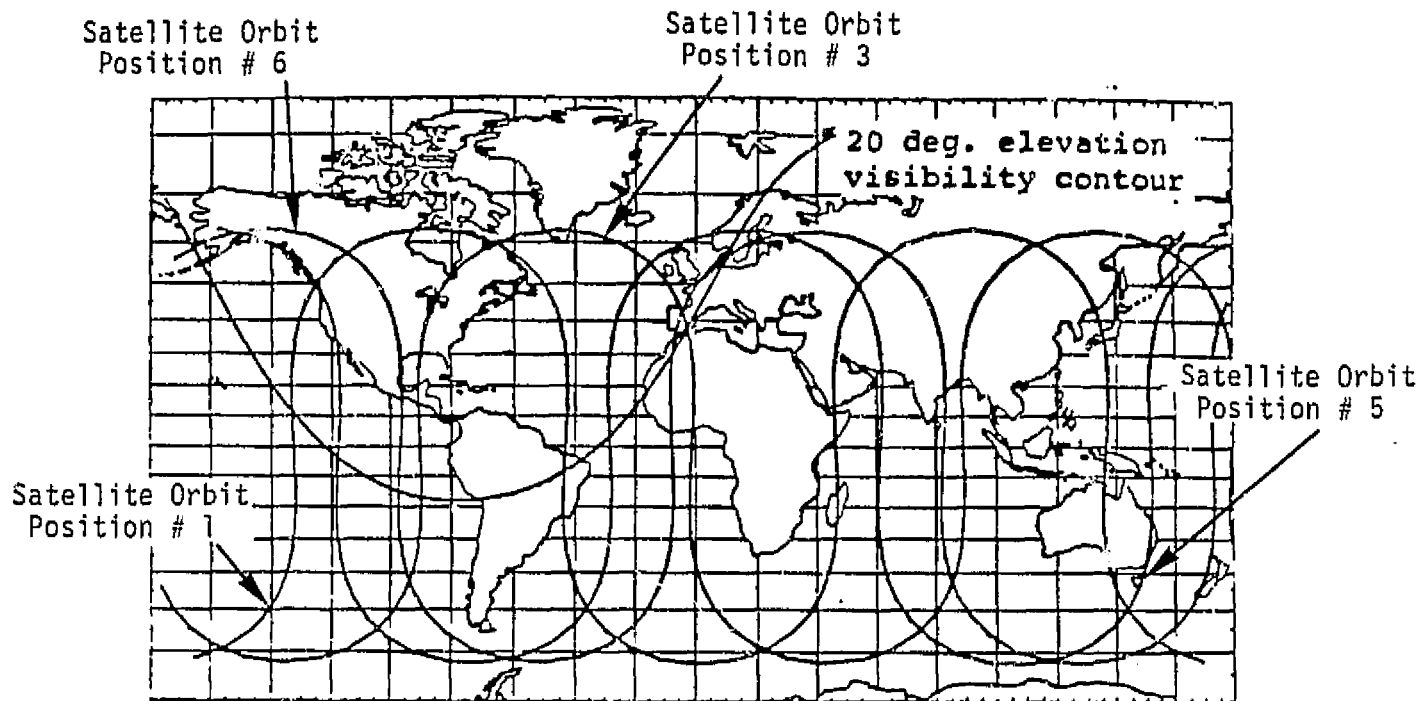 Satellite Orbit
Position # 6
Satellite Orbit
Position # 3
20 deg. elevation
visibility contour
Satellite Orbit
Position # 5
Satellite Orbit
Position # 1